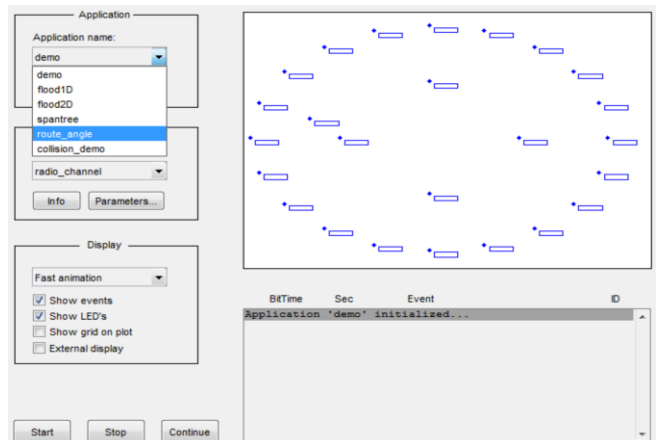 Application
Application name:
demo
demo
flood1D
flood2D
spantree
route_angle
collision_demo
radio_channel
Info
Parameters...
Display
Fast animation
Show events
Show LED's
Show grid on plot
External display
Start
Stop
Continue
BitTime Sec Event ID
Application 'demo' initialized...